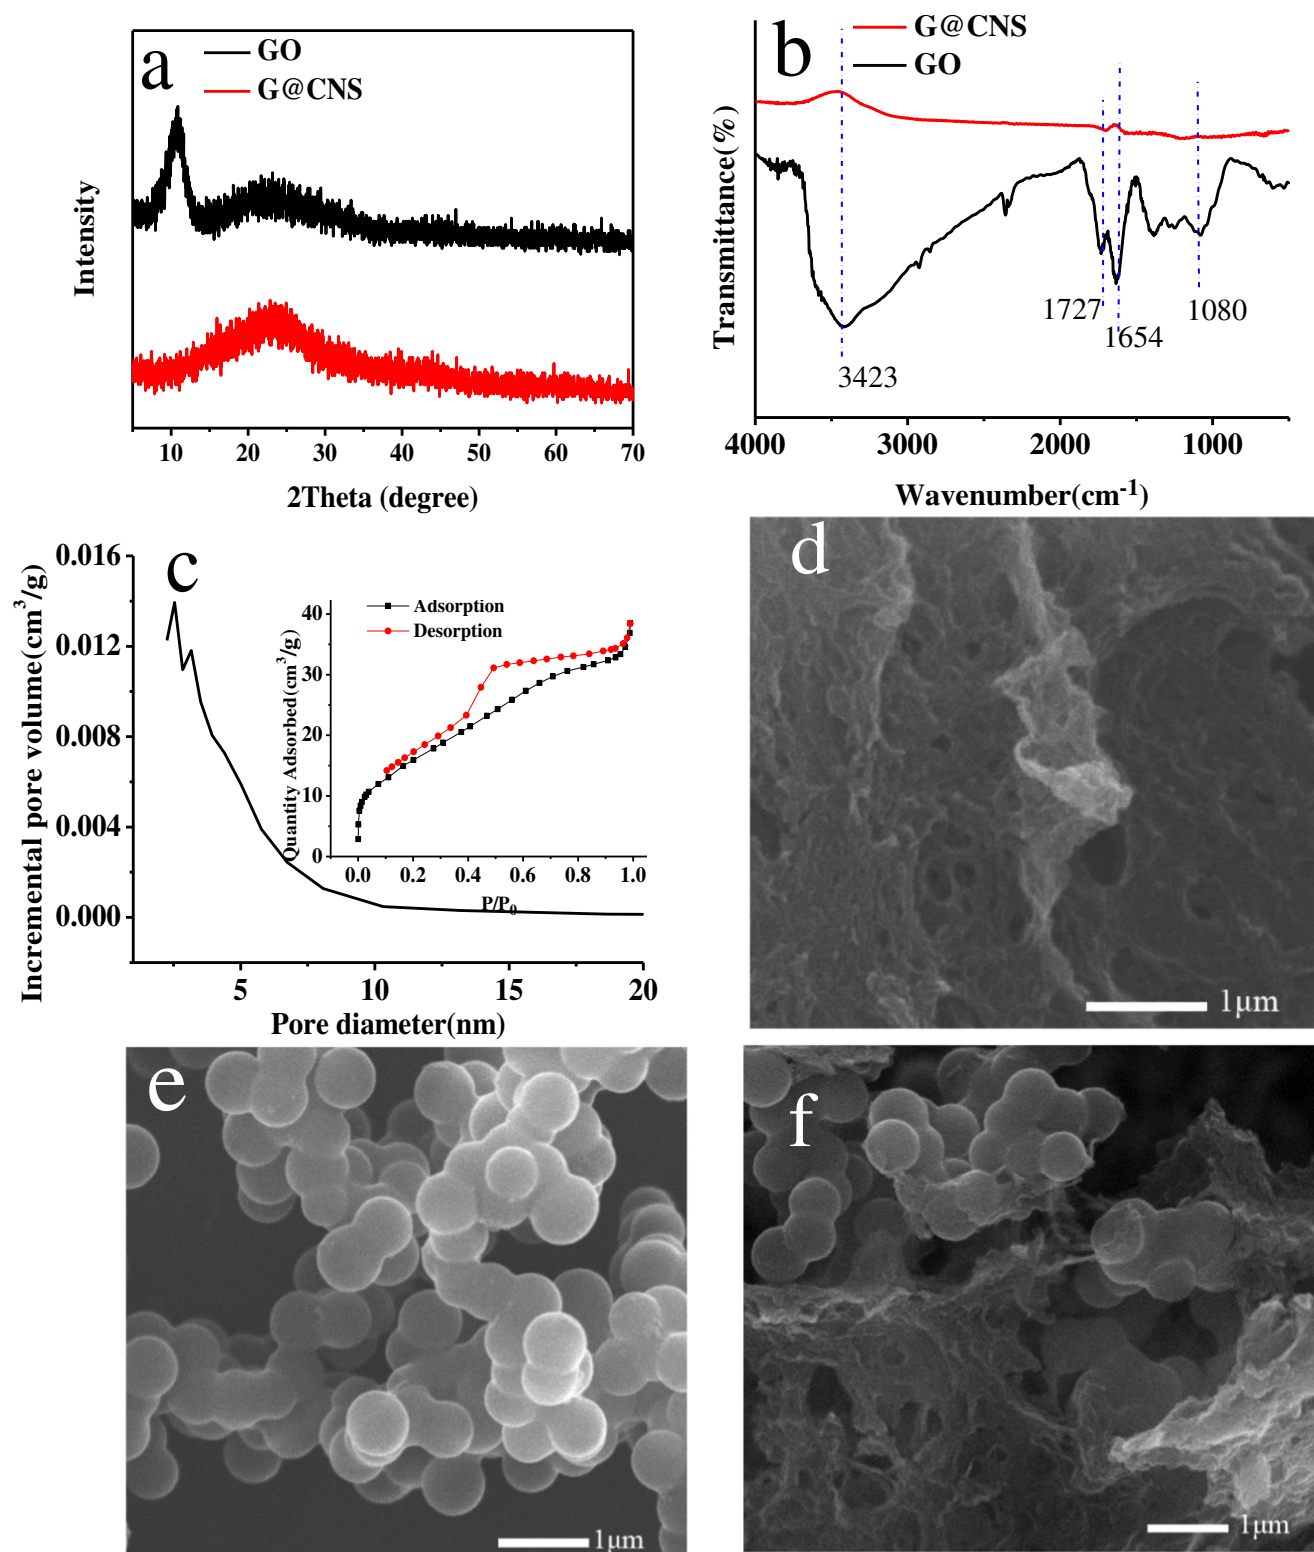 a
GO
G@CNS
Intensity
10 20 30 40 50 60 70
2Theta (degree)
b
G@CNS
GO
Transmittance(%)
1727
1654
1080
3423
4000 3000 2000 1000
Wavenumber(cm⁻¹)
c
0.016
0.012
0.008
0.004
0.000
Incremental pore volume(cm³/g)
5 10 15 20
Pore diameter(nm)
Adsorption
Desorption
40
30
20
10
0
Quantity Adsorbed(cm³/g)
0.0 0.2 0.4 0.6 0.8 1.0
P/P₀
d
1μm
e
1μm
f
1μm